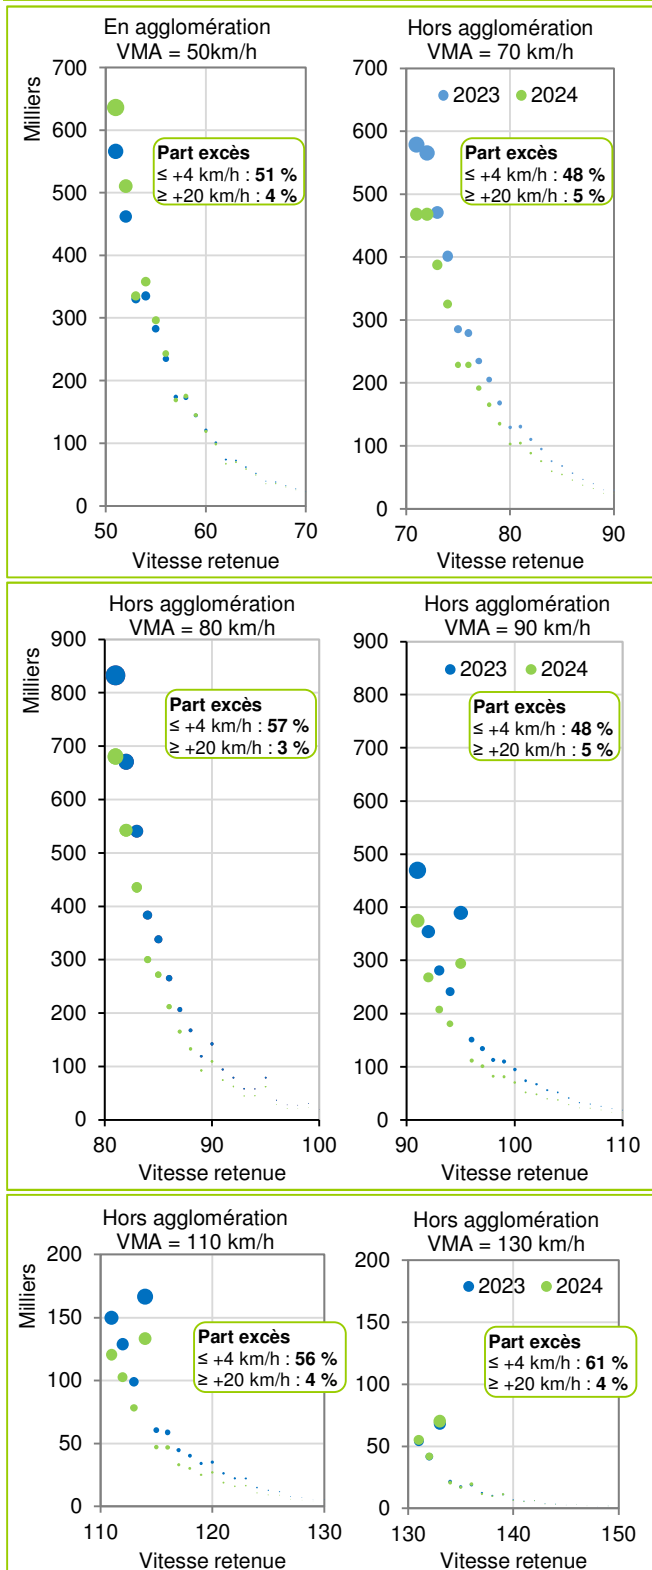 En agglomération
VMA = 50km/h
Milliers
700
600
500
400
300
200
100
0
Part excès
≤ +4 km/h : 51 %
≥ +20 km/h : 4 %
50 60 70
Vitesse retenue
Hors agglomération
VMA = 70 km/h
700
600
500
400
300
200
100
0
2023 2024
Part excès
≤ +4 km/h : 48 %
≥ +20 km/h : 5 %
70 80 90
Vitesse retenue
Hors agglomération
VMA = 80 km/h
Milliers
900
800
700
600
500
400
300
200
100
0
Part excès
≤ +4 km/h : 57 %
≥ +20 km/h : 3 %
80 90 100
Vitesse retenue
Hors agglomération
VMA = 90 km/h
900
800
700
600
500
400
300
200
100
0
2023 2024
Part excès
≤ +4 km/h : 48 %
≥ +20 km/h : 5 %
90 100 110
Vitesse retenue
Hors agglomération
VMA = 110 km/h
Milliers
200
150
100
50
0
Part excès
≤ +4 km/h : 56 %
≥ +20 km/h : 4 %
110 120 130
Vitesse retenue
Hors agglomération
VMA = 130 km/h
200
150
100
50
0
2023 2024
Part excès
≤ +4 km/h : 61 %
≥ +20 km/h : 4 %
130 140 150
Vitesse retenue